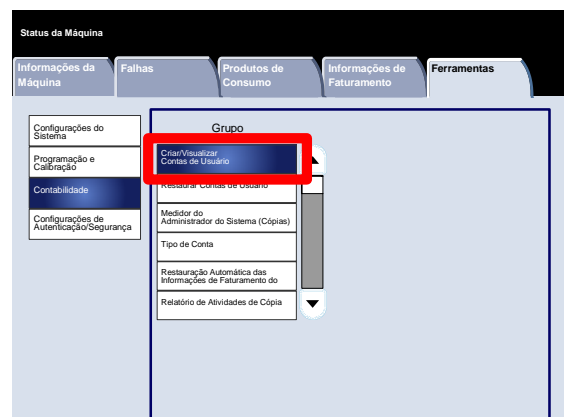 Status da Máquina
Informações da
Máquina
Falhas
Produtos de
Consumo
Informações de
Faturamento
Ferramentas
Configurações do
Sistema
Programação e
Calibração
Contabilidade
Configurações de
Autenticação/Segurança
Grupo
Criar/Visualizar
Contas de Usuário
Restaurar Contas de Usuário
Medidor do
Administrador do Sistema (Cópias)
Tipo de Conta
Restauração Automática das
Informações de Faturamento do
Relatório de Atividades de Cópia